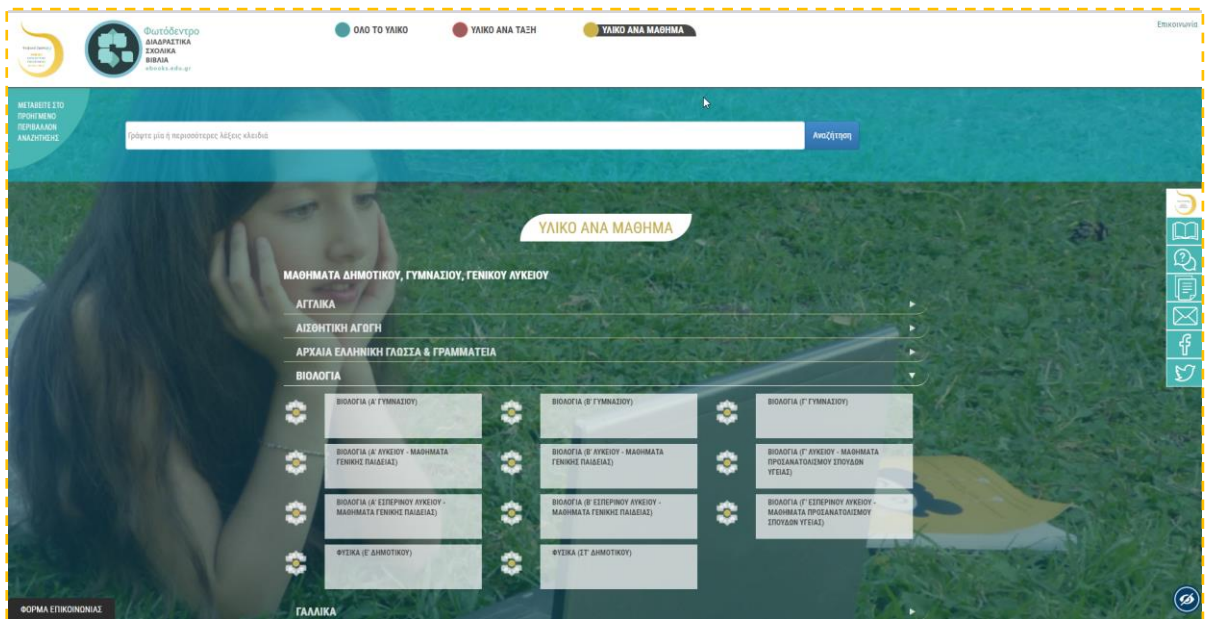 Φωτόδεντρο
ΔΙΑΔΡΑΣΤΙΚΑ
ΣΧΟΛΙΚΑ
ΒΙΒΛΙΑ
ebooks.edu.gr
ΟΛΟ ΤΟ ΥΛΙΚΟ
ΥΛΙΚΟ ΑΝΑ ΤΑΞΗ
ΥΛΙΚΟ ΑΝΑ ΜΑΘΗΜΑ
Επικοινωνία
ΜΕΤΑΒΕΙΤΕ ΣΤΟ
ΠΡΟΗΓΜΕΝΟ
ΠΕΡΙΒΑΛΛΟΝ
ΑΝΑΖΗΤΗΣΗΣ
Γράψτε μία ή περισσότερες λέξεις κλειδιά
Αναζήτηση
ΥΛΙΚΟ ΑΝΑ ΜΑΘΗΜΑ
ΜΑΘΗΜΑΤΑ ΔΗΜΟΤΙΚΟΥ, ΓΥΜΝΑΣΙΟΥ, ΓΕΝΙΚΟΥ ΛΥΚΕΙΟΥ
ΑΓΓΛΙΚΑ
ΑΙΣΘΗΤΙΚΗ ΑΓΩΓΗ
ΑΡΧΑΙΑ ΕΛΛΗΝΙΚΗ ΓΛΩΣΣΑ & ΓΡΑΜΜΑΤΕΙΑ
ΒΙΟΛΟΓΙΑ
ΒΙΟΛΟΓΙΑ (Α' ΓΥΜΝΑΣΙΟΥ)
ΒΙΟΛΟΓΙΑ (Β' ΓΥΜΝΑΣΙΟΥ)
ΒΙΟΛΟΓΙΑ (Γ' ΓΥΜΝΑΣΙΟΥ)
ΒΙΟΛΟΓΙΑ (Α' ΛΥΚΕΙΟΥ - ΜΑΘΗΜΑΤΑ
ΓΕΝΙΚΗΣ ΠΑΙΔΕΙΑΣ)
ΒΙΟΛΟΓΙΑ (Β' ΛΥΚΕΙΟΥ - ΜΑΘΗΜΑΤΑ
ΓΕΝΙΚΗΣ ΠΑΙΔΕΙΑΣ)
ΒΙΟΛΟΓΙΑ (Γ' ΛΥΚΕΙΟΥ - ΜΑΘΗΜΑΤΑ
ΠΡΟΣΑΝΑΤΟΛΙΣΜΟΥ ΣΠΟΥΔΩΝ
ΥΓΕΙΑΣ)
ΒΙΟΛΟΓΙΑ (Α' ΕΣΠΕΡΙΝΟΥ ΛΥΚΕΙΟΥ -
ΜΑΘΗΜΑΤΑ ΓΕΝΙΚΗΣ ΠΑΙΔΕΙΑΣ)
ΒΙΟΛΟΓΙΑ (Β' ΕΣΠΕΡΙΝΟΥ ΛΥΚΕΙΟΥ -
ΜΑΘΗΜΑΤΑ ΓΕΝΙΚΗΣ ΠΑΙΔΕΙΑΣ)
ΒΙΟΛΟΓΙΑ (Γ' ΕΣΠΕΡΙΝΟΥ ΛΥΚΕΙΟΥ -
ΜΑΘΗΜΑΤΑ ΠΡΟΣΑΝΑΤΟΛΙΣΜΟΥ
ΣΠΟΥΔΩΝ ΥΓΕΙΑΣ)
ΦΥΣΙΚΑ (Ε' ΔΗΜΟΤΙΚΟΥ)
ΦΥΣΙΚΑ (ΣΤ' ΔΗΜΟΤΙΚΟΥ)
ΓΑΛΛΙΚΑ
ΦΟΡΜΑ ΕΠΙΚΟΙΝΩΝΙΑΣ